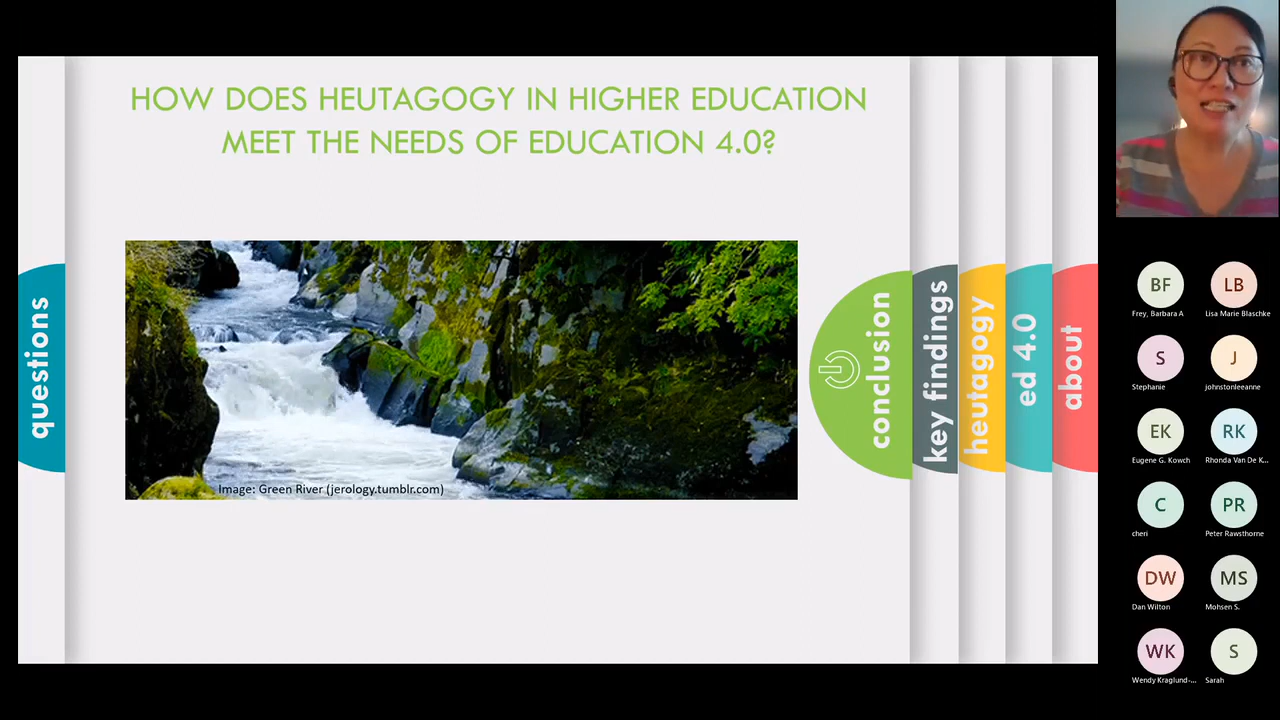 HOW DOES HEUTAGOGY IN HIGHER EDUCATION
MEET THE NEEDS OF EDUCATION 4.0?
questions
Image: Green River (jerology.tumblr.com)
conclusion
key findings
heutagogy
ed 4.0
about
BF
Frey, Barbara A
LB
Lisa Marie Blaschke
S
Stephanie
J
johnstonleeanne
EK
Eugene G. Kowch
RK
Rhonda Van De K...
C
cheri
PR
Peter Rawsthorne
DW
Dan Wilton
MS
Mohsen S.
WK
Wendy Kraglund-...
S
Sarah